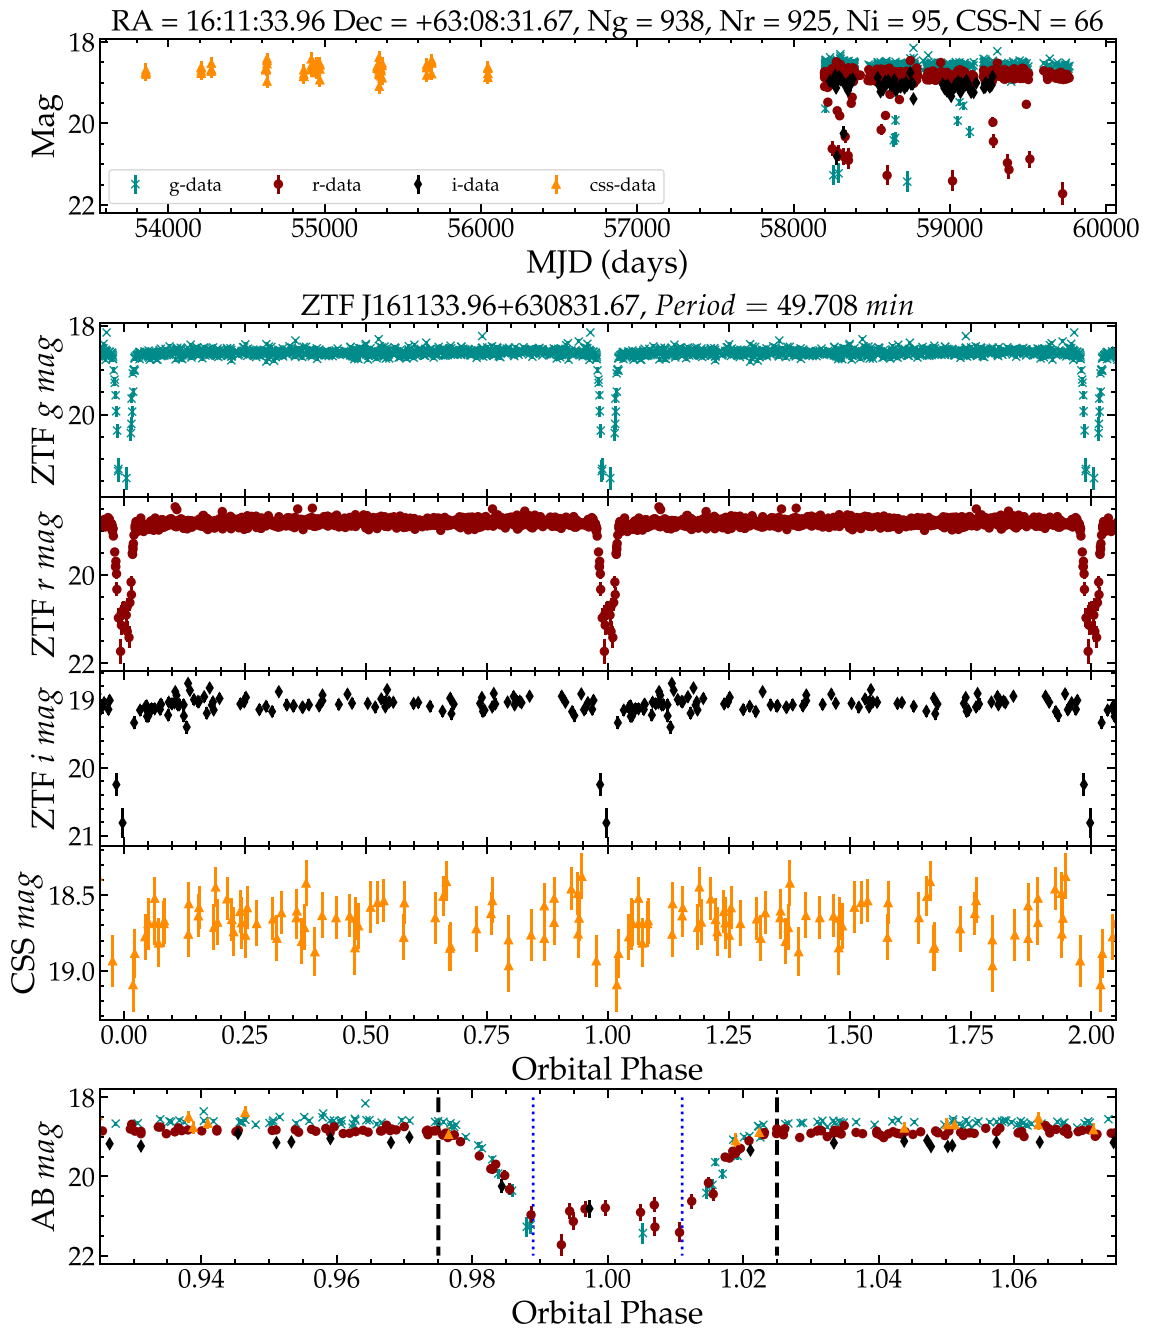 RA = 16:11:33.96 Dec = +63:08:31.67, Ng = 938, Nr = 925, Ni = 95, CSS-N = 66
18
20
22
Mag
g-data
r-data
i-data
css-data
54000 55000 56000 57000 58000 59000 60000
MJD (days)
ZTF J161133.96+630831.67, Period = 49.708 min
18
20
ZTF g mag
20
22
ZTF r mag
19
20
21
ZTF i mag
18.5
19.0
CSS mag
0.00 0.25 0.50 0.75 1.00 1.25 1.50 1.75 2.00
Orbital Phase
18
20
22
AB mag
0.94 0.96 0.98 1.00 1.02 1.04 1.06
Orbital Phase